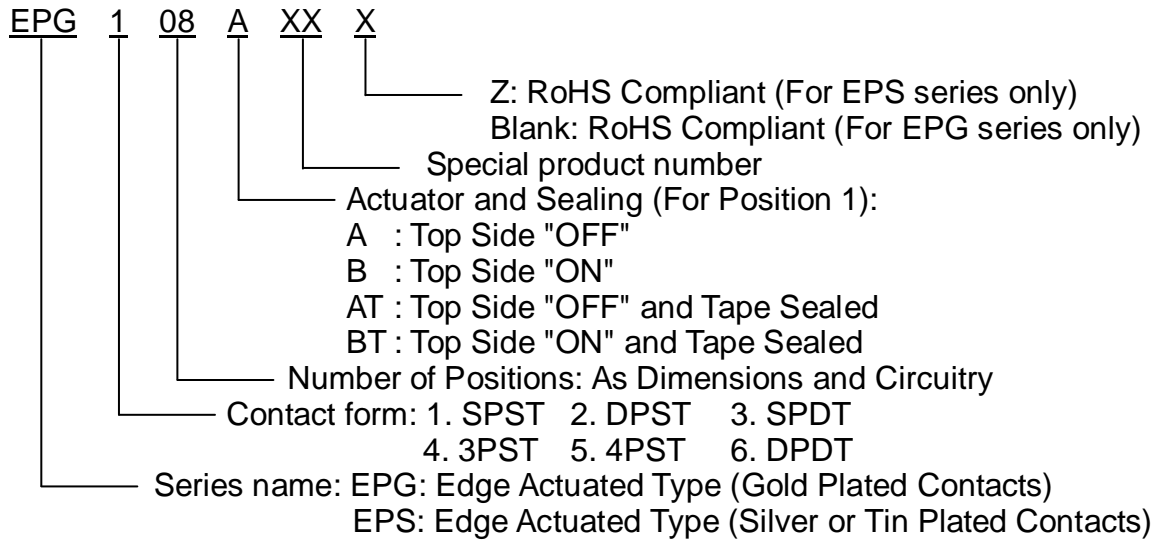 EPG 1 08 A XX X
Z: RoHS Compliant (For EPS series only)
Blank: RoHS Compliant (For EPG series only)
Special product number
Actuator and Sealing (For Position 1):
A : Top Side "OFF"
B : Top Side "ON"
AT : Top Side "OFF" and Tape Sealed
BT : Top Side "ON" and Tape Sealed
Number of Positions: As Dimensions and Circuitry
Contact form: 1. SPST 2. DPST 3. SPDT
4. 3PST 5. 4PST 6. DPDT
Series name: EPG: Edge Actuated Type (Gold Plated Contacts)
EPS: Edge Actuated Type (Silver or Tin Plated Contacts)